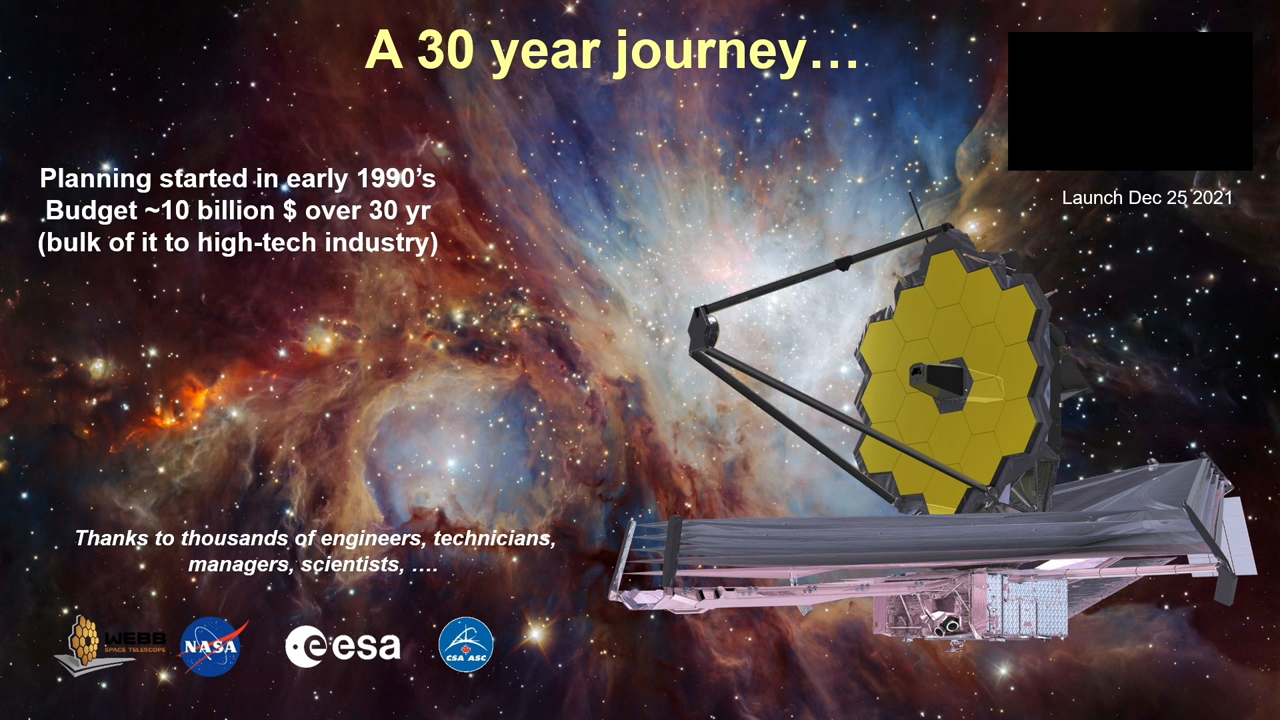 A 30 year journey…
Planning started in early 1990’s
Budget ~10 billion $ over 30 yr
(bulk of it to high-tech industry)
Launch Dec 25 2021
Thanks to thousands of engineers, technicians,
managers, scientists, ….
WEBB
SPACE TELESCOPE
NASA
esa
CSA ASC